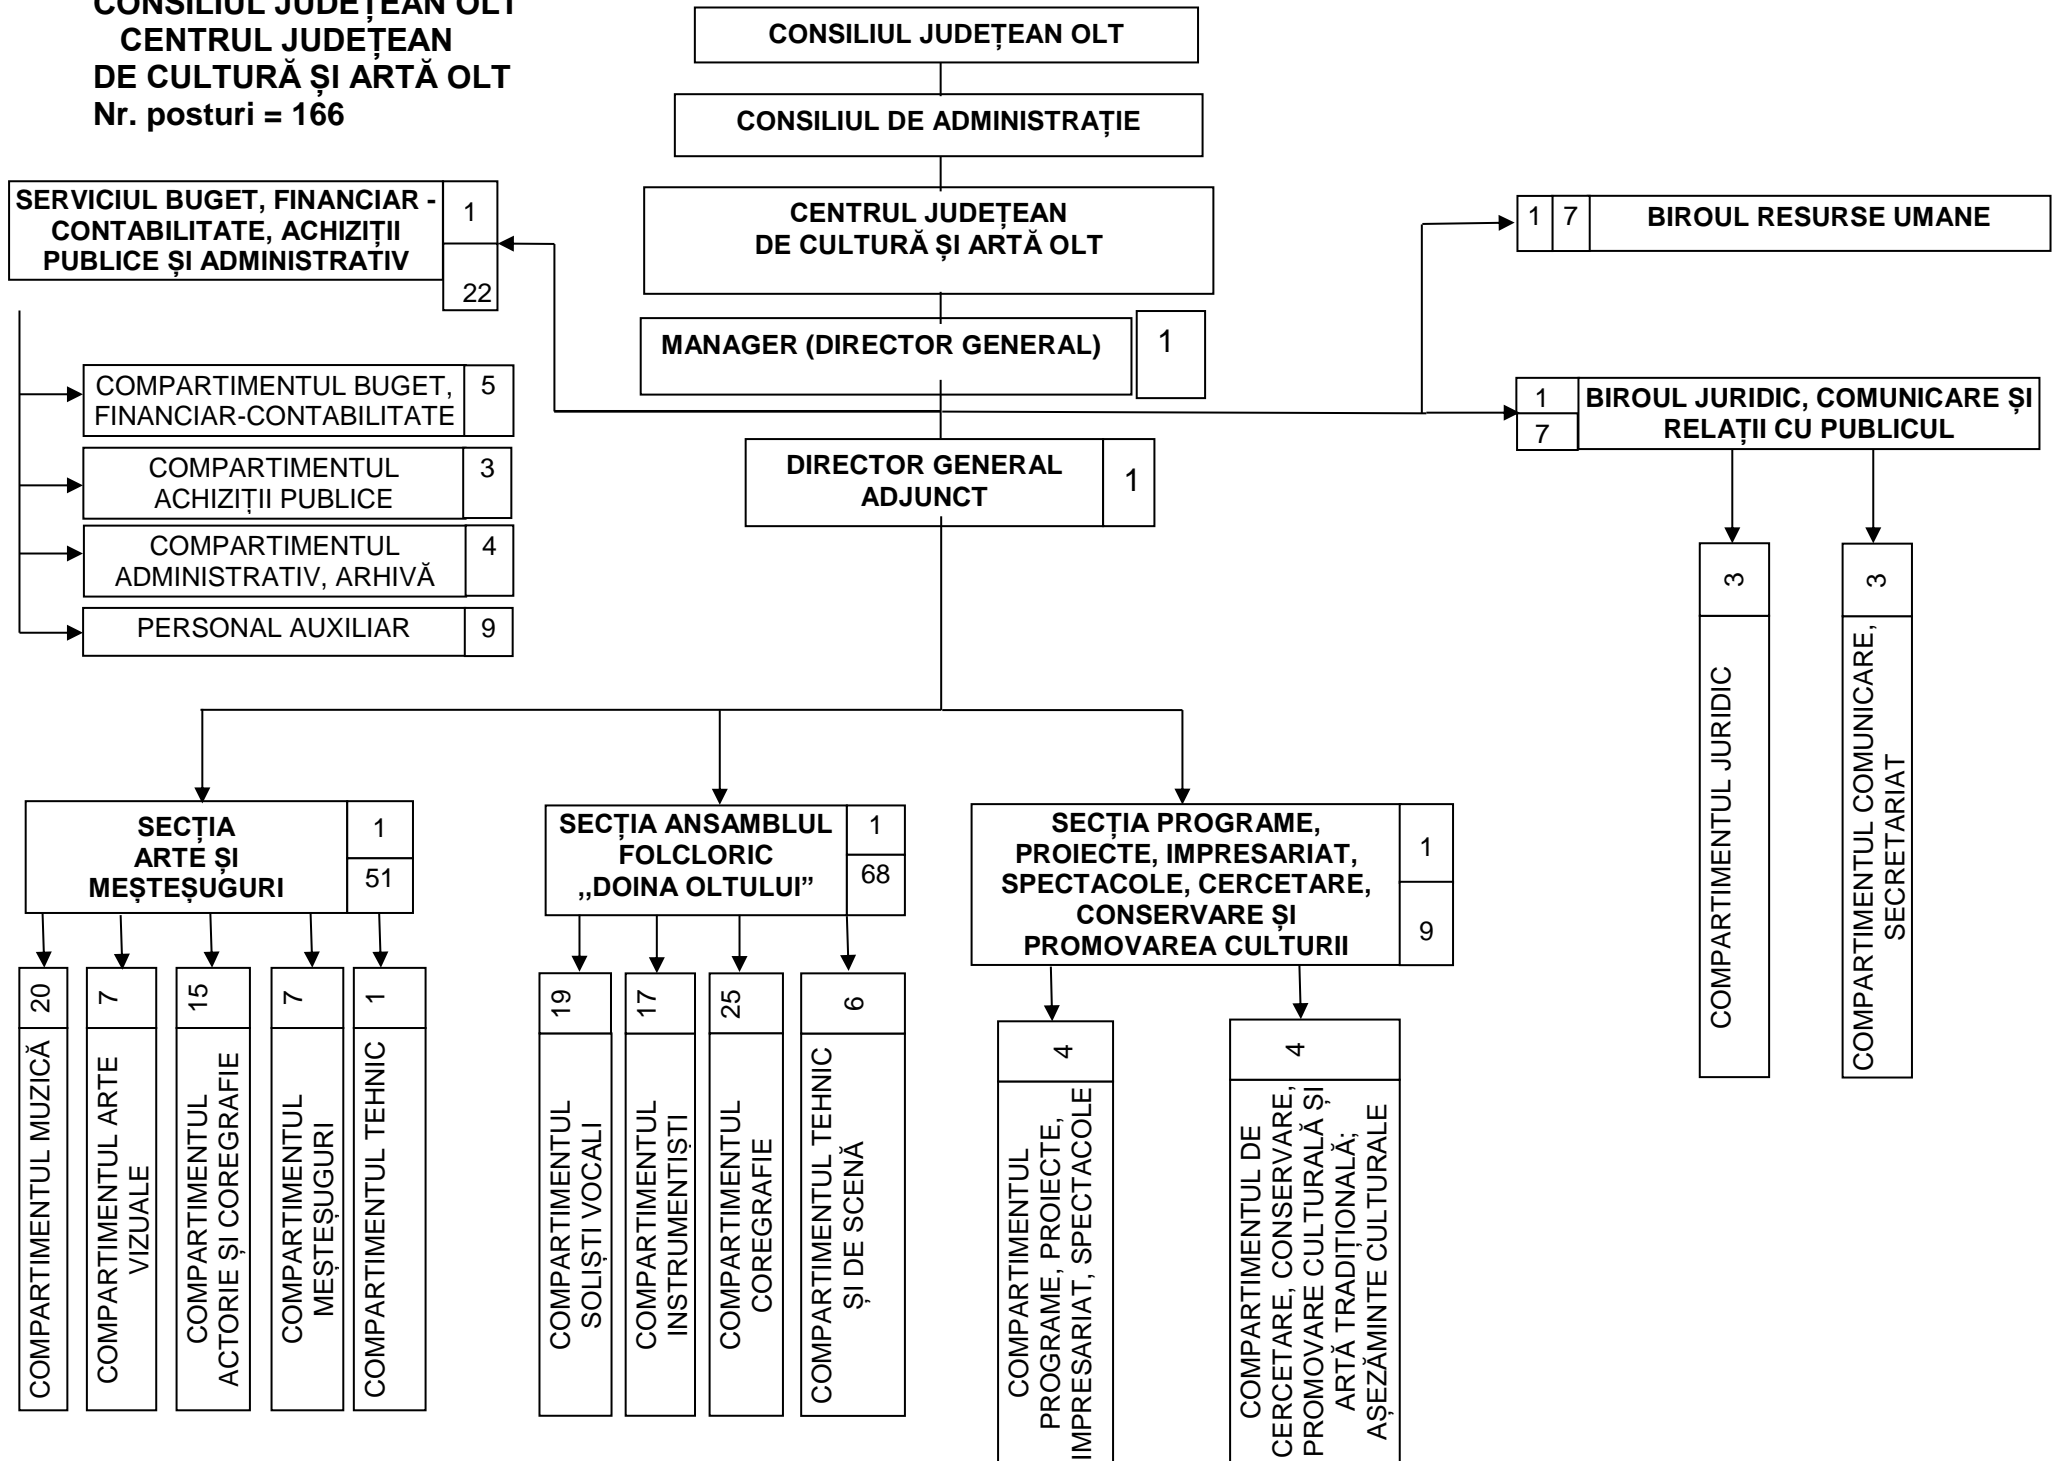 CONSILIUL JUDEȚEAN OLT
CENTRUL JUDEȚEAN
DE CULTURĂ ȘI ARTĂ OLT
Nr. posturi = 166
CONSILIUL JUDEȚEAN OLT
CONSILIUL DE ADMINISTRAȚIE
CENTRUL JUDEȚEAN
DE CULTURĂ ȘI ARTĂ OLT
MANAGER (DIRECTOR GENERAL)
1
DIRECTOR GENERAL
ADJUNCT
1
SERVICIUL BUGET, FINANCIAR -
CONTABILITATE, ACHIZIȚII
PUBLICE ȘI ADMINISTRATIV
1
22
COMPARTIMENTUL BUGET,
FINANCIAR-CONTABILITATE
5
COMPARTIMENTUL
ACHIZIȚII PUBLICE
3
COMPARTIMENTUL
ADMINISTRATIV, ARHIVĂ
4
PERSONAL AUXILIAR
9
1
7
BIROUL RESURSE UMANE
1
7
BIROUL JURIDIC, COMUNICARE ȘI
RELAȚII CU PUBLICUL
3
COMPARTIMENTUL JURIDIC
3
COMPARTIMENTUL COMUNICARE,
SECRETARIAT
SECȚIA
ARTE ȘI
MEȘTEȘUGURI
1
51
20
COMPARTIMENTUL MUZICĂ
7
COMPARTIMENTUL ARTE
VIZUALE
15
COMPARTIMENTUL
ACTORIE ȘI COREGRAFIE
7
COMPARTIMENTUL
MEȘTEȘUGURI
1
COMPARTIMENTUL TEHNIC
SECȚIA ANSAMBLUL
FOLCLORIC
,,DOINA OLTULUI”
1
68
19
COMPARTIMENTUL
SOLIȘTI VOCALI
17
COMPARTIMENTUL
INSTRUMENTIȘTI
25
COMPARTIMENTUL
COREGRAFIE
6
COMPARTIMENTUL TEHNIC
ȘI DE SCENĂ
SECȚIA PROGRAME,
PROIECTE, IMPRESARIAT,
SPECTACOLE, CERCETARE,
CONSERVARE ȘI
PROMOVAREA CULTURII
1
9
4
COMPARTIMENTUL
PROGRAME, PROIECTE,
IMPRESARIAT, SPECTACOLE
4
COMPARTIMENTUL DE
CERCETARE, CONSERVARE,
PROMOVARE CULTURALĂ ȘI
ARTĂ TRADIȚIONALĂ;
AȘEZĂMINTE CULTURALE